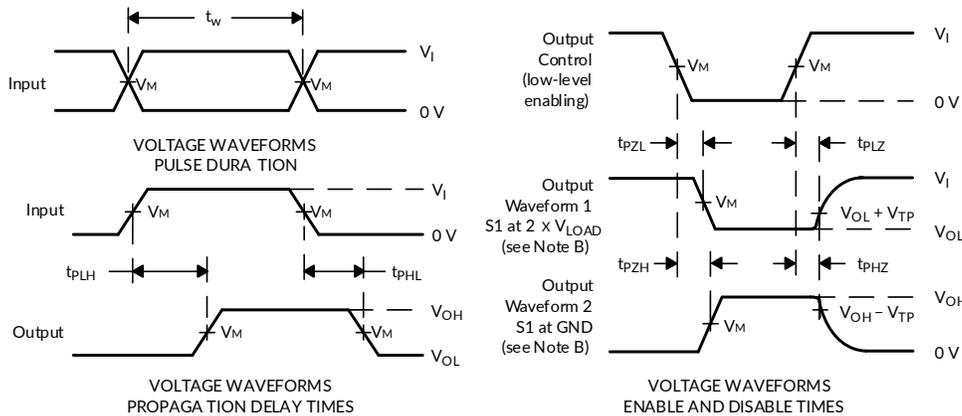 t_w
V_I
Input
V_M
V_M
0 V
VOLTAGE WAVEFORMS
PULSE DURA TION
V_I
Input
V_M
V_M
0 V
t_PLH
t_PHL
V_OH
Output
V_M
V_M
V_OL
VOLTAGE WAVEFORMS
PROPAGA TION DELAY TIMES
Output
Control
(low-level
enabling)
V_I
V_M
V_M
0 V
t_PZL
t_PLZ
Output
Waveform 1
S1 at 2 x V_LOAD
(see Note B)
V_I
V_M
V_OL + V_TP
V_OL
t_PZH
t_PHZ
Output
Waveform 2
S1 at GND
(see Note B)
V_OH
V_OH – V_TP
V_M
0 V
VOLTAGE WAVEFORMS
ENABLE AND DISABLE TIMES